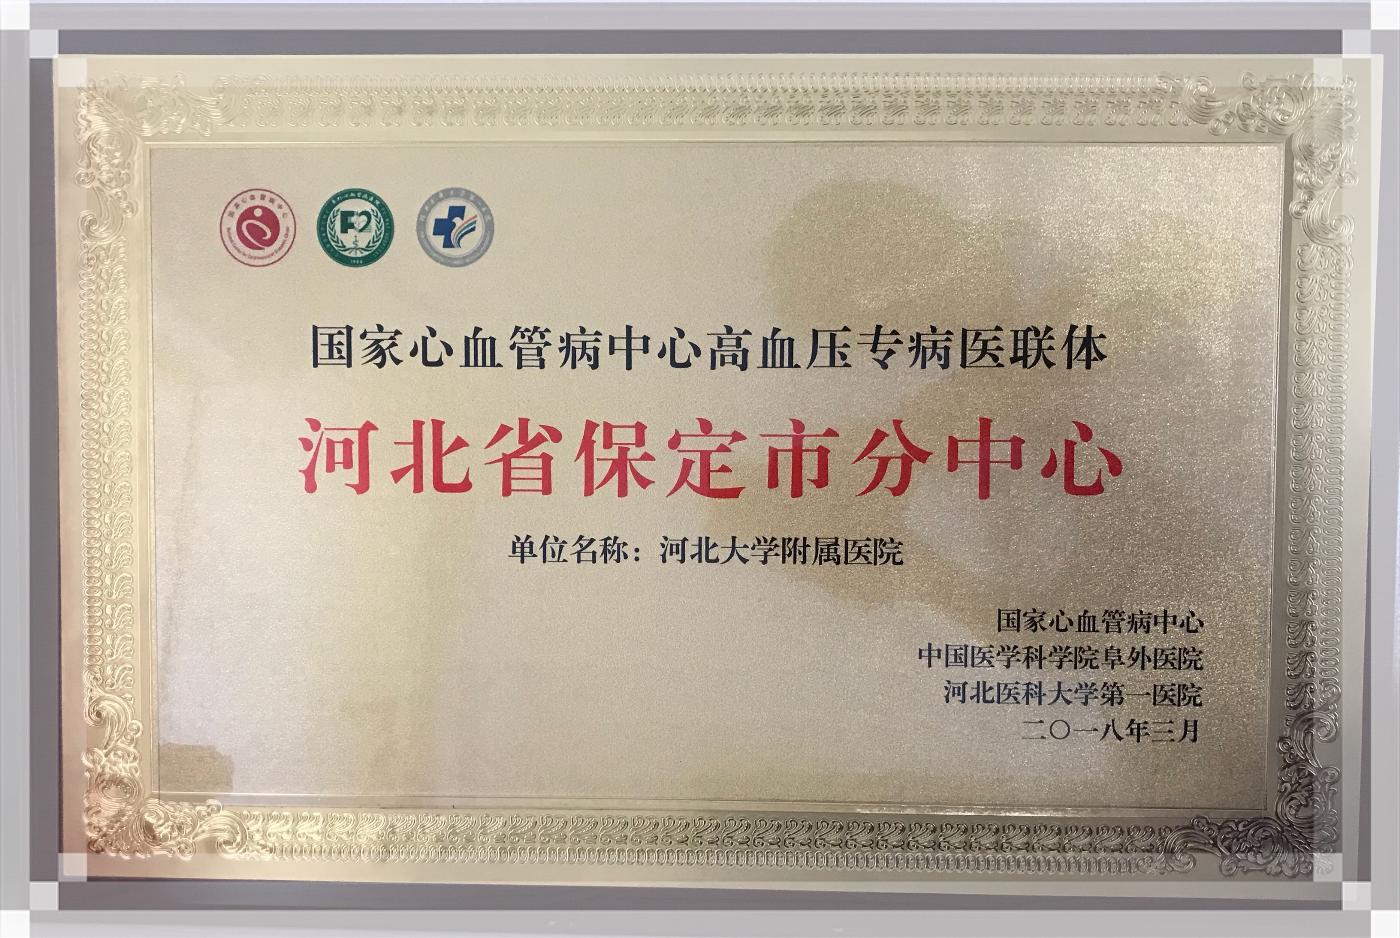 国家心血管病中心高血压专病医联体
河北省保定市分中心
单位名称：河北大学附属医院
国家心血管病中心
中国医学科学院阜外医院
河北医科大学第一医院
二〇一八年三月